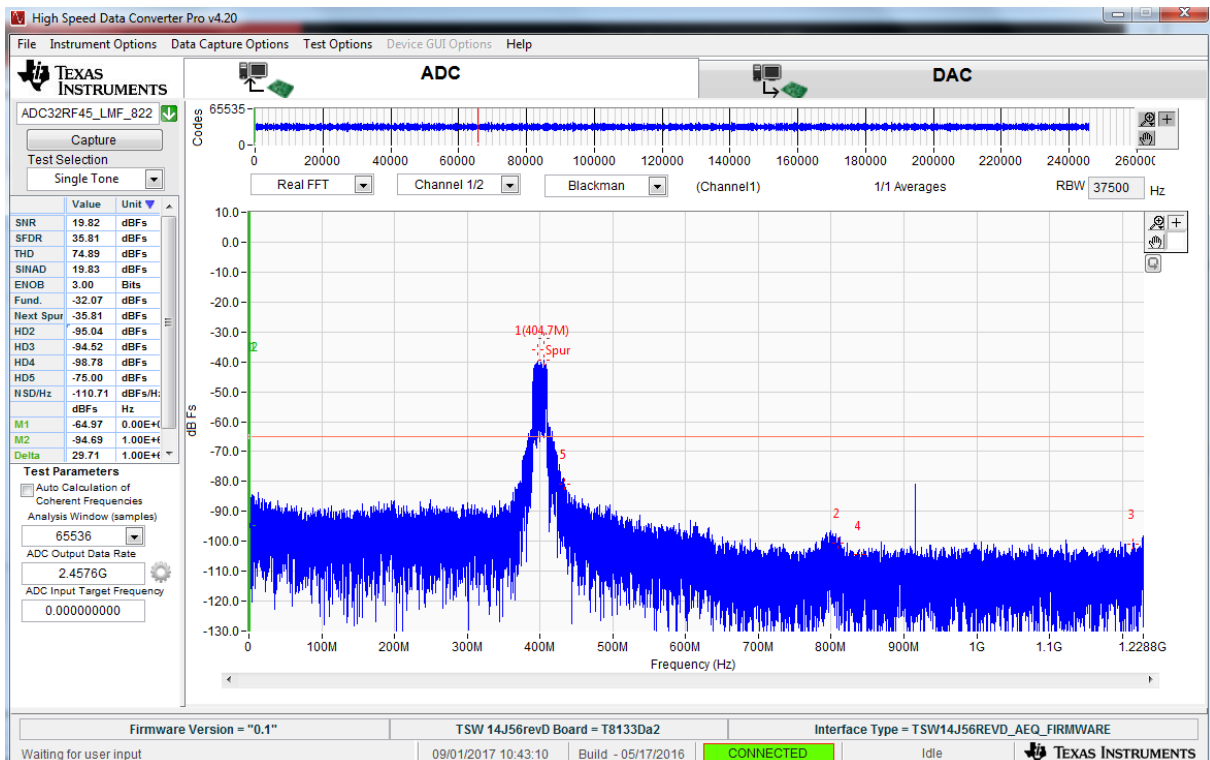 High Speed Data Converter Pro v4.20
File Instrument Options Data Capture Options Test Options Device GUI Options Help
TEXAS INSTRUMENTS
ADC
DAC
ADC32RF45_LMF_822
Capture
Test Selection
Single Tone
Codes
65535
0
0 20000 40000 60000 80000 100000 120000 140000 160000 180000 200000 220000 240000
Real FFT
Channel 1/2
Blackman
(Channel1)
1/1 Averages
RBW 37500 Hz
Value Unit
SNR 19.82 dBFs
SFDR 35.81 dBFs
THD 74.89 dBFs
SINAD 19.83 dBFs
ENOB 3.00 Bits
Fund. -32.07 dBFs
Next Spur -35.81 dBFs
HD2 -95.04 dBFs
HD3 -94.52 dBFs
HD4 -98.78 dBFs
HD5 -75.00 dBFs
NSD/Hz -110.71 dBFs/H
dBFs Hz
M1 -64.97 0.00E+
M2 -94.69 1.00E+
Delta 29.71 1.00E+
Test Parameters
Auto Calculation of
Coherent Frequencies
Analysis Window (samples)
65536
ADC Output Data Rate
2.4576G
ADC Input Target Frequency
0.000000000
dB Fs
10.0
0.0
-10.0
-20.0
-30.0
-40.0
-50.0
-60.0
-70.0
-80.0
-90.0
-100.0
-110.0
-120.0
-130.0
1(404.7M)
Spur
5
2
4
3
0 100M 200M 300M 400M 500M 600M 700M 800M 900M 1G 1.1G 1.2288G
Frequency (Hz)
Firmware Version = "0.1"
TSW 14J56revD Board = T8133Da2
Interface Type = TSW14J56REVD_AEQ_FIRMWARE
Waiting for user input
09/01/2017 10:43:10
Build - 05/17/2016
CONNECTED
Idle
TEXAS INSTRUMENTS